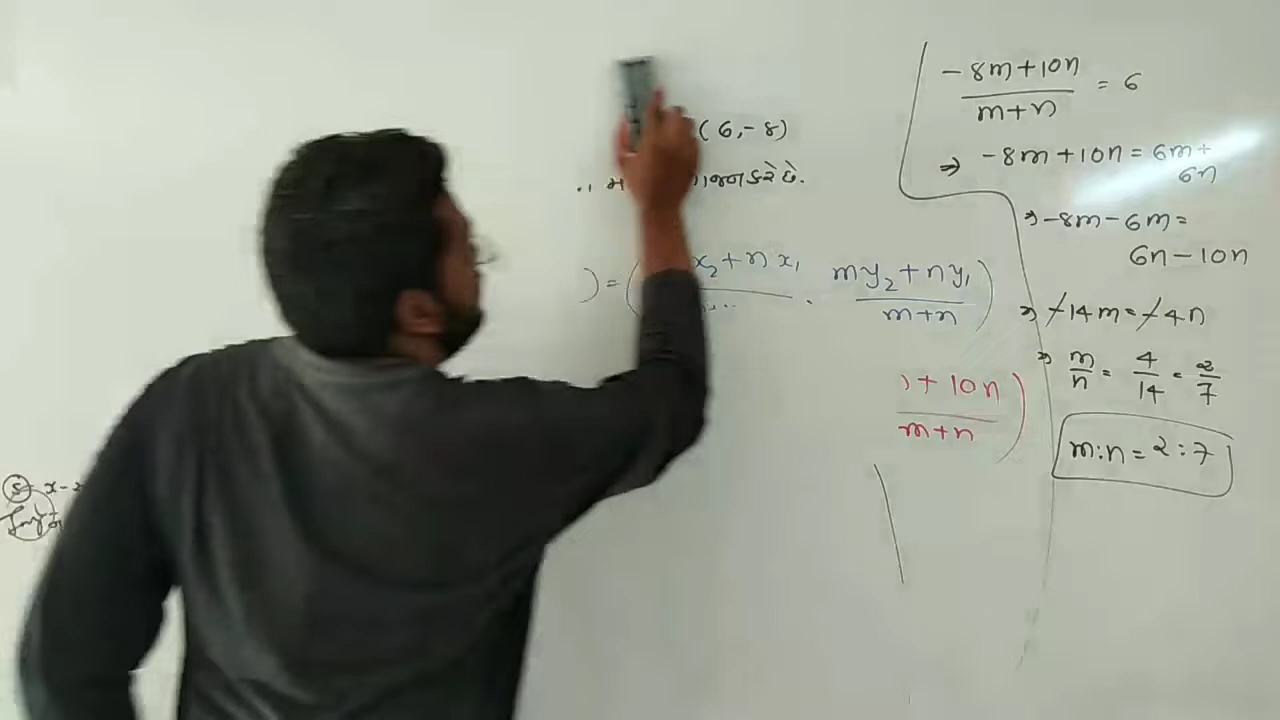 ( 6, - 8)
કરે છે.
) = ( x₂ + n x₁ , my₂ + ny₁ / m+n )
+ 10n / m+n )
(- 8m + 10n) / (m+n) = 6
⇒ -8m + 10n = 6m +
6n
⇒ -8m - 6m =
6n - 10n
⇒ -14m = -4n
⇒ m/n = 4/14 = 2/7
m:n = 2:7